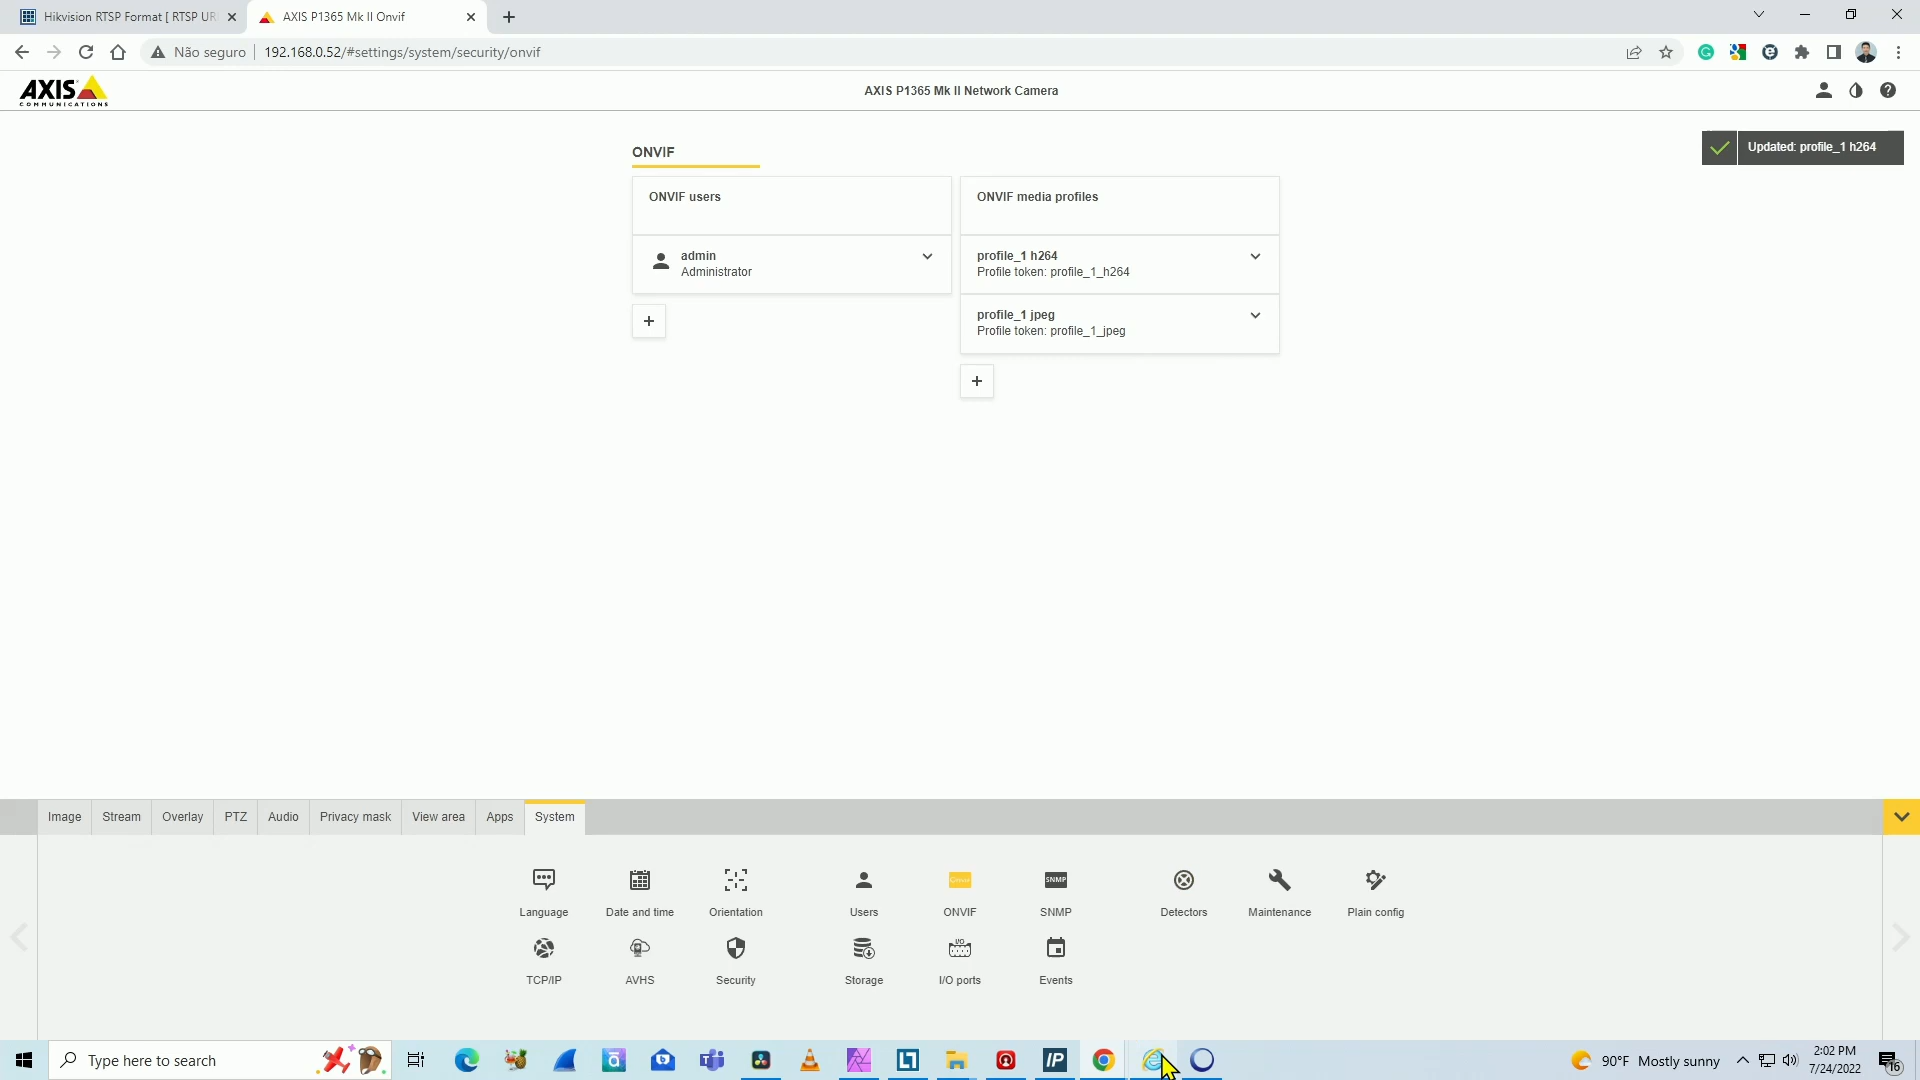 Hikvision RTSP Format [ RTSP UR
AXIS P1365 Mk II Onvif
Não seguro
192.168.0.52/#settings/system/security/onvif
AXIS
COMMUNICATIONS
AXIS P1365 Mk II Network Camera
Updated: profile_1 h264
ONVIF
ONVIF users
admin
Administrator
+
ONVIF media profiles
profile_1 h264
Profile token: profile_1_h264
profile_1 jpeg
Profile token: profile_1_jpeg
+
Image
Stream
Overlay
PTZ
Audio
Privacy mask
View area
Apps
System
Language
Date and time
Orientation
Users
ONVIF
SNMP
SNMP
Detectors
Maintenance
Plain config
TCP/IP
AVHS
Security
Storage
I/O
I/O ports
Events
Type here to search
IP
90°F Mostly sunny
2:02 PM
7/24/2022
16